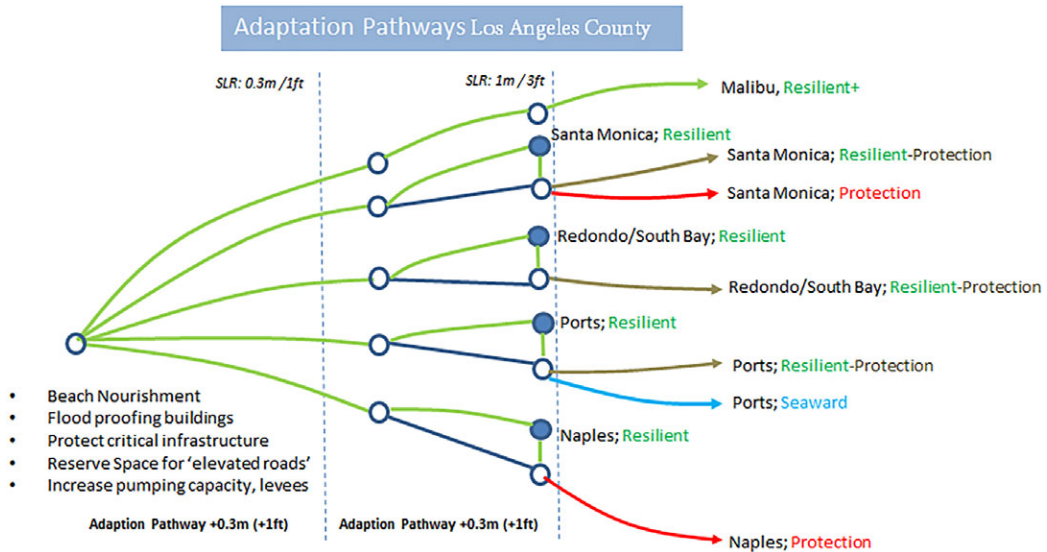 Adaptation Pathways Los Angeles County
SLR: 0.3m /1ft
SLR: 1m / 3ft
Malibu, Resilient+
Santa Monica; Resilient
Santa Monica; Resilient-Protection
Santa Monica; Protection
Redondo/South Bay; Resilient
Redondo/South Bay; Resilient-Protection
Ports; Resilient
Ports; Resilient-Protection
Ports; Seaward
Naples; Resilient
Naples; Protection
• Beach Nourishment
• Flood proofing buildings
• Protect critical infrastructure
• Reserve Space for ‘elevated roads’
• Increase pumping capacity, levees
Adaption Pathway +0.3m (+1ft)
Adaption Pathway +0.3m (+1ft)